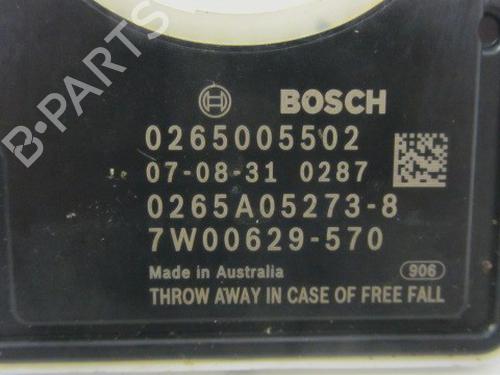 B-PARTS
BOSCH
0265005502
07-08-31 0287
0265A05273-8
7W00629-570
Made in Australia
906
THROW AWAY IN CASE OF FREE FALL